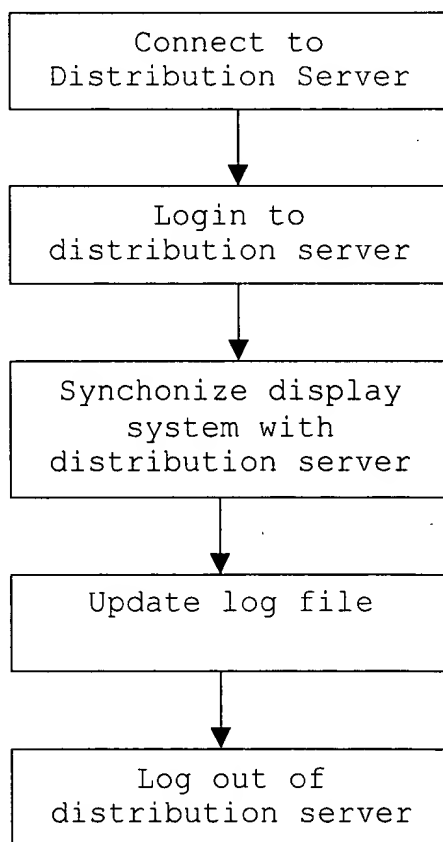 Connect to
Distribution Server
Login to
distribution server
Synchonize display
system with
distribution server
Update log file
Log out of
distribution server